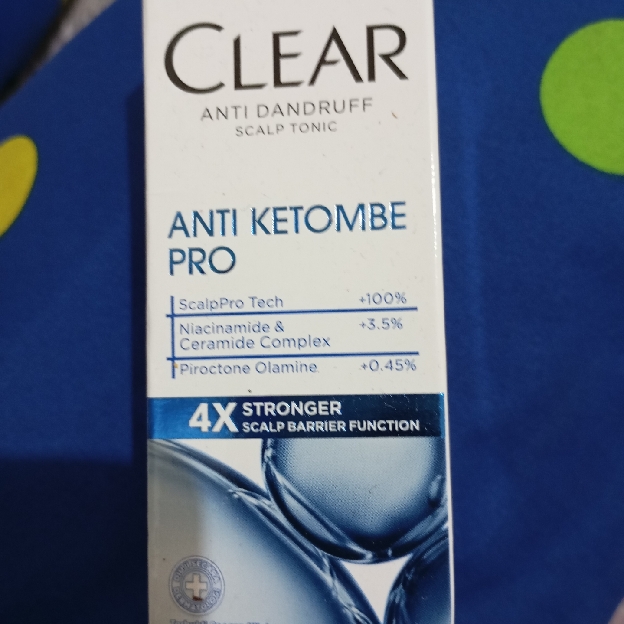 CLEAR
ANTI DANDRUFF
SCALP TONIC
ANTI KETOMBE
PRO
ScalpPro Tech +100%
Niacinamide & +3.5%
Ceramide Complex
Piroctone Olamine +0.45%
4X STRONGER
SCALP BARRIER FUNCTION